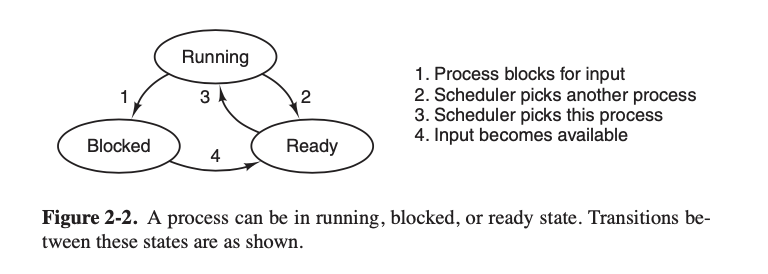 Running
1
3
2
Blocked
4
Ready
1. Process blocks for input
2. Scheduler picks another process
3. Scheduler picks this process
4. Input becomes available
Figure 2-2. A process can be in running, blocked, or ready state. Transitions be-
tween these states are as shown.